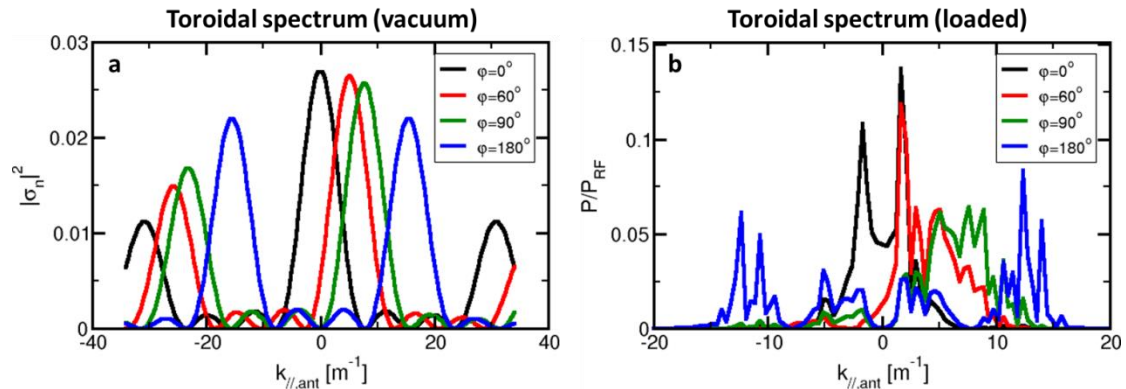 Toroidal spectrum (vacuum)
0.03
0.02
0.01
0
|σₙ|²
a
φ=0°
φ=60°
φ=90°
φ=180°
-40
-20
0
20
40
k//,ant [m⁻¹]
Toroidal spectrum (loaded)
0.15
0.1
0.05
0
P/P_RF
b
φ=0°
φ=60°
φ=90°
φ=180°
-20
-10
0
10
20
k//,ant [m⁻¹]